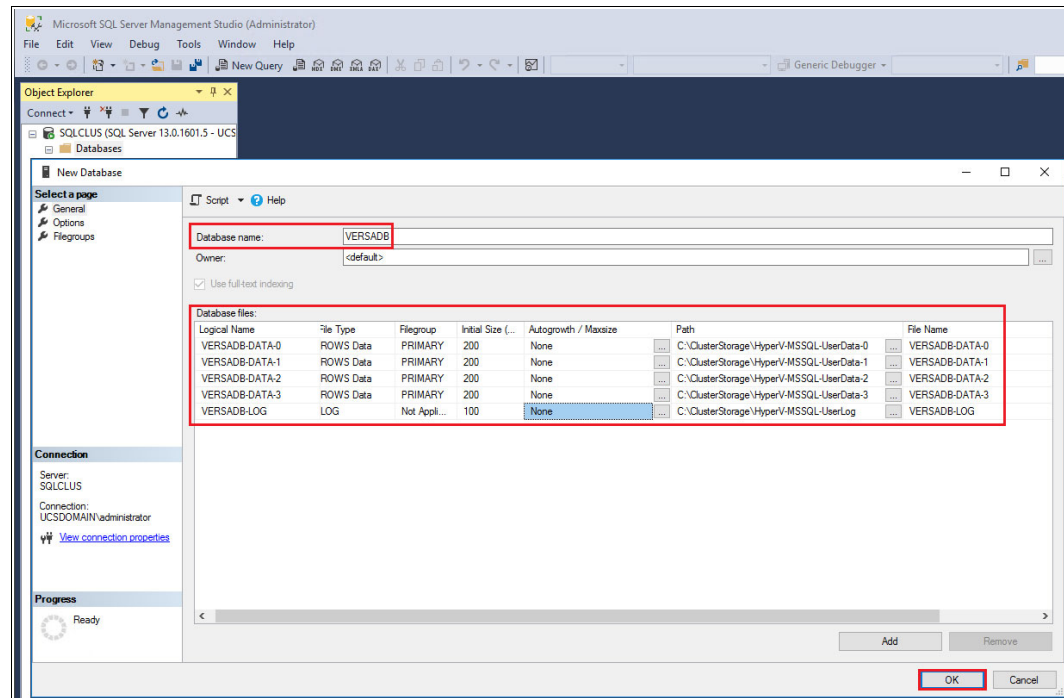 Microsoft SQL Server Management Studio (Administrator)
File Edit View Debug Tools Window Help
New Query MDX DMX XMLA DAX Generic Debugger
Object Explorer
Connect
SQLCLUS (SQL Server 13.0.1601.5 - UCS
Databases
New Database
Select a page
General
Options
Filegroups
Script Help
Database name: VERSADB
Owner: <default> ...
Use full-text indexing
Database files:
Logical Name File Type Filegroup Initial Size (... Autogrowth / Maxsize Path File Name
VERSADB-DATA-0 ROWS Data PRIMARY 200 None ... C:\ClusterStorage\HyperV-MSSQL-UserData-0 ... VERSADB-DATA-0
VERSADB-DATA-1 ROWS Data PRIMARY 200 None ... C:\ClusterStorage\HyperV-MSSQL-UserData-1 ... VERSADB-DATA-1
VERSADB-DATA-2 ROWS Data PRIMARY 200 None ... C:\ClusterStorage\HyperV-MSSQL-UserData-2 ... VERSADB-DATA-2
VERSADB-DATA-3 ROWS Data PRIMARY 200 None ... C:\ClusterStorage\HyperV-MSSQL-UserData-3 ... VERSADB-DATA-3
VERSADB-LOG LOG Not Appli... 100 None ... C:\ClusterStorage\HyperV-MSSQL-UserLog ... VERSADB-LOG
Connection
Server:
SQLCLUS
Connection:
UCSDOMAIN\administrator
View connection properties
Progress
Ready
Add Remove
OK Cancel